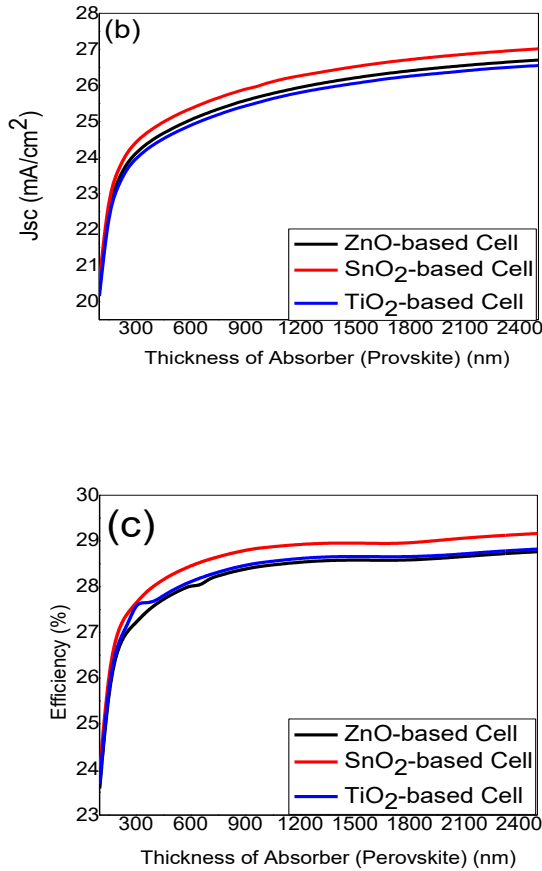 (b)
28
27
26
25
24
23
22
21
20
Jsc (mA/cm²)
ZnO-based Cell
SnO₂-based Cell
TiO₂-based Cell
300 600 900 1200 1500 1800 2100 2400
Thickness of Absorber (Provskite) (nm)
(c)
30
29
28
27
26
25
24
23
Efficiency (%)
ZnO-based Cell
SnO₂-based Cell
TiO₂-based Cell
300 600 900 1200 1500 1800 2100 2400
Thickness of Absorber (Perovskite) (nm)